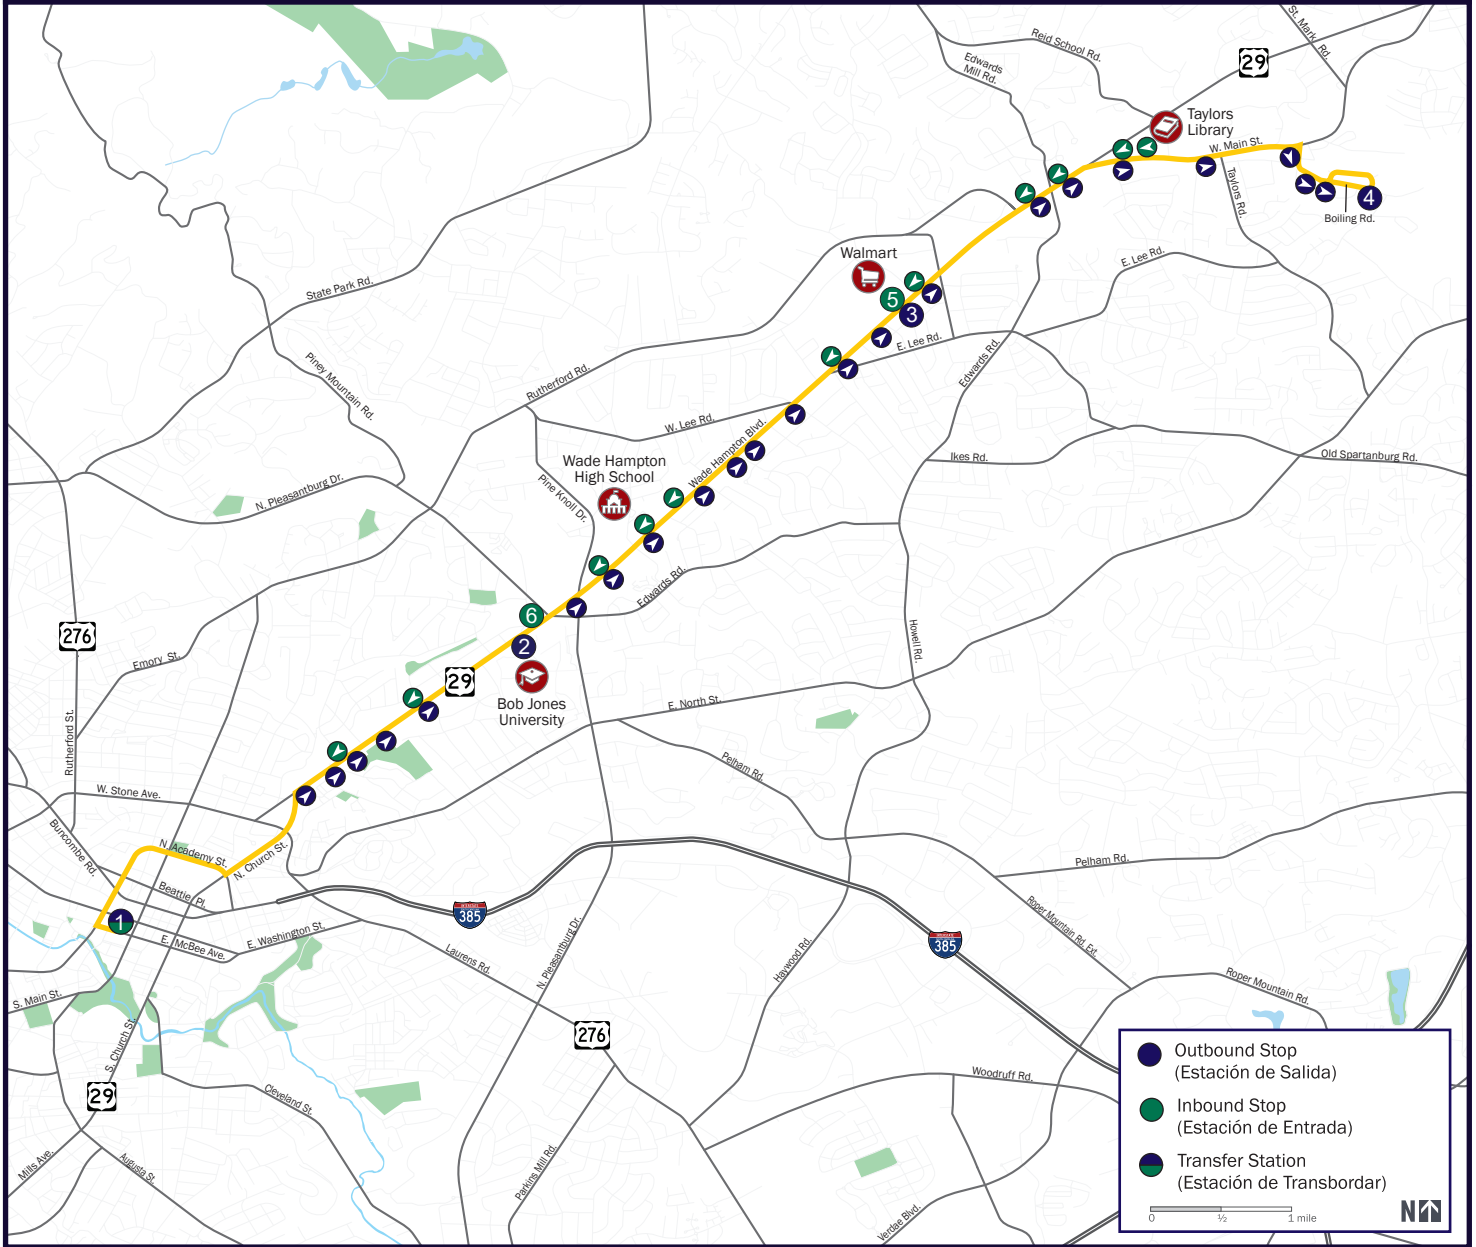 St. Mark Rd.
Reid School Rd.
29
Edwards
Mill Rd.
Taylors
Library
W. Main St.
Taylors Rd.
4
Boiling Rd.
Walmart
5
3
E. Lee Rd.
E. Lee Rd.
State Park Rd.
Piney Mountain Rd.
Rutherford Rd.
Edwards Rd.
W. Lee Rd.
Wade Hampton Blvd.
Wade Hampton
High School
Pine Knoll Dr.
N. Pleasantburg Dr.
Ikes Rd.
Old Spartanburg Rd.
Edwards Rd.
6
2
276
Emory St.
29
Bob Jones
University
Howell Rd.
E. North St.
Rutherford St.
Pelham Rd.
W. Stone Ave.
Buncombe Rd.
N. Academy St.
N. Church St.
Pelham Rd.
Beattie Pl.
1
E. McBee Ave.
E. Washington St.
385
385
Laurens Rd.
N. Pleasantburg Dr.
Haywood Rd.
Roper Mountain Rd. Ext.
Roper Mountain Rd.
S. Main St.
S. Church St.
276
29
Cleveland St.
Woodruff Rd.
Mills Ave.
Augusta St.
Parkins Mill Rd.
Verdae Blvd.
Outbound Stop
(Estación de Salida)
Inbound Stop
(Estación de Entrada)
Transfer Station
(Estación de Transbordar)
0 ½ 1 mile
N